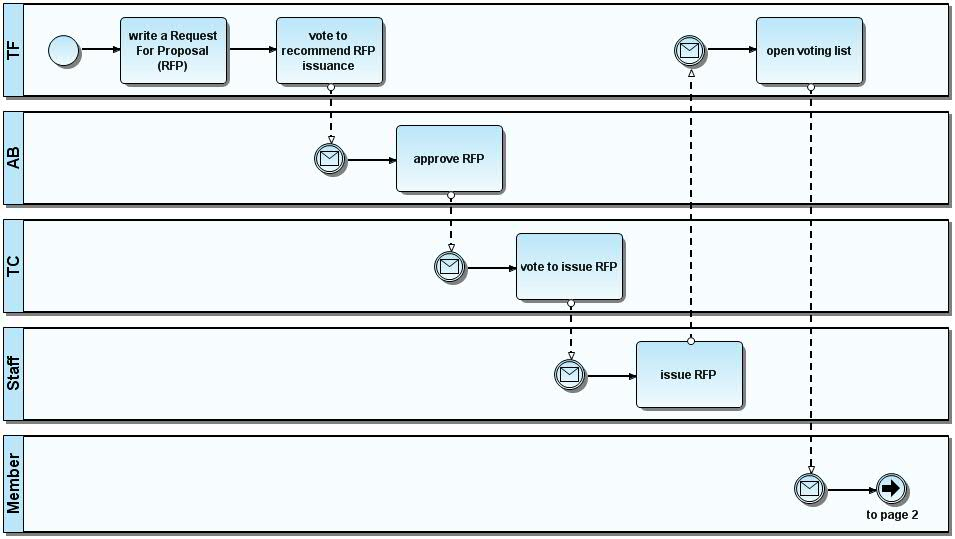 TF
write a Request
For Proposal
(RFP)
vote to
recommend RFP
issuance
open voting list
AB
approve RFP
TC
vote to issue RFP
Staff
issue RFP
Member
to page 2